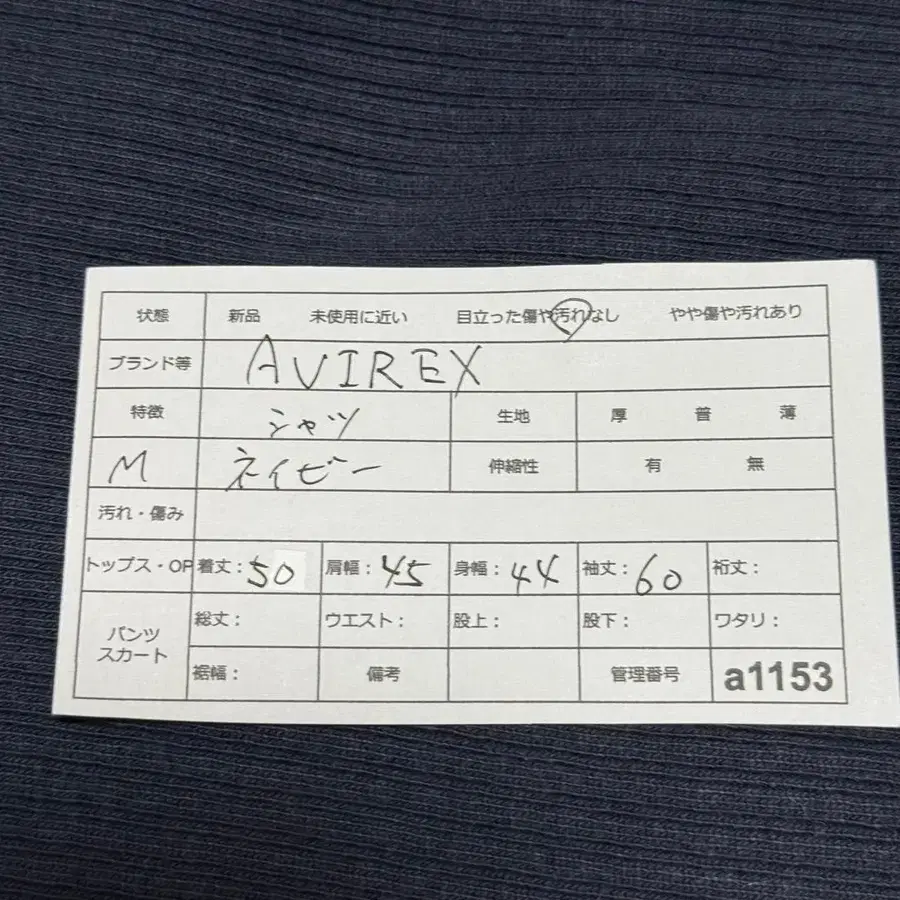 状態 新品 未使用に近い 目立った傷や汚れなし やや傷や汚れあり
ブランド等 AVIREX
特徴 シャツ 生地 厚 普 薄
M ネイビー 伸縮性 有 無
汚れ・傷み
トップス・OP 着丈：50 肩幅：45 身幅：44 袖丈：60 裄丈：
パンツ
スカート
総丈： ウエスト： 股上： 股下： ワタリ：
裾幅： 備考 管理番号 a1153